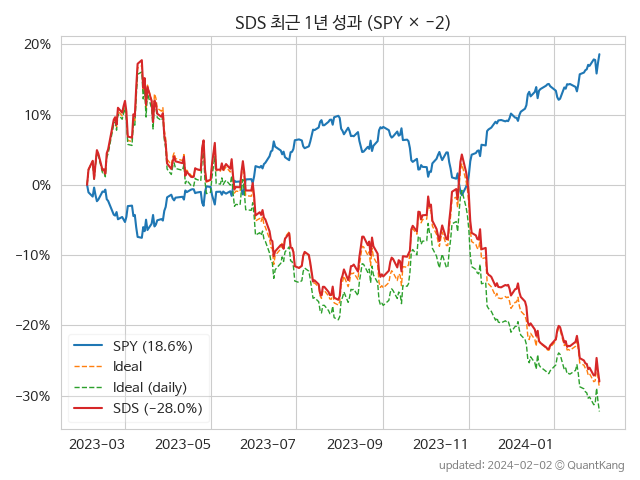 SDS 최근 1년 성과 (SPY × −2)
20%
10%
0%
−10%
−20%
−30%
SPY (18.6%)
Ideal
Ideal (daily)
SDS (−28.0%)
2023−03 2023−05 2023−07 2023−09 2023−11 2024−01
updated: 2024-02-02 © QuantKang